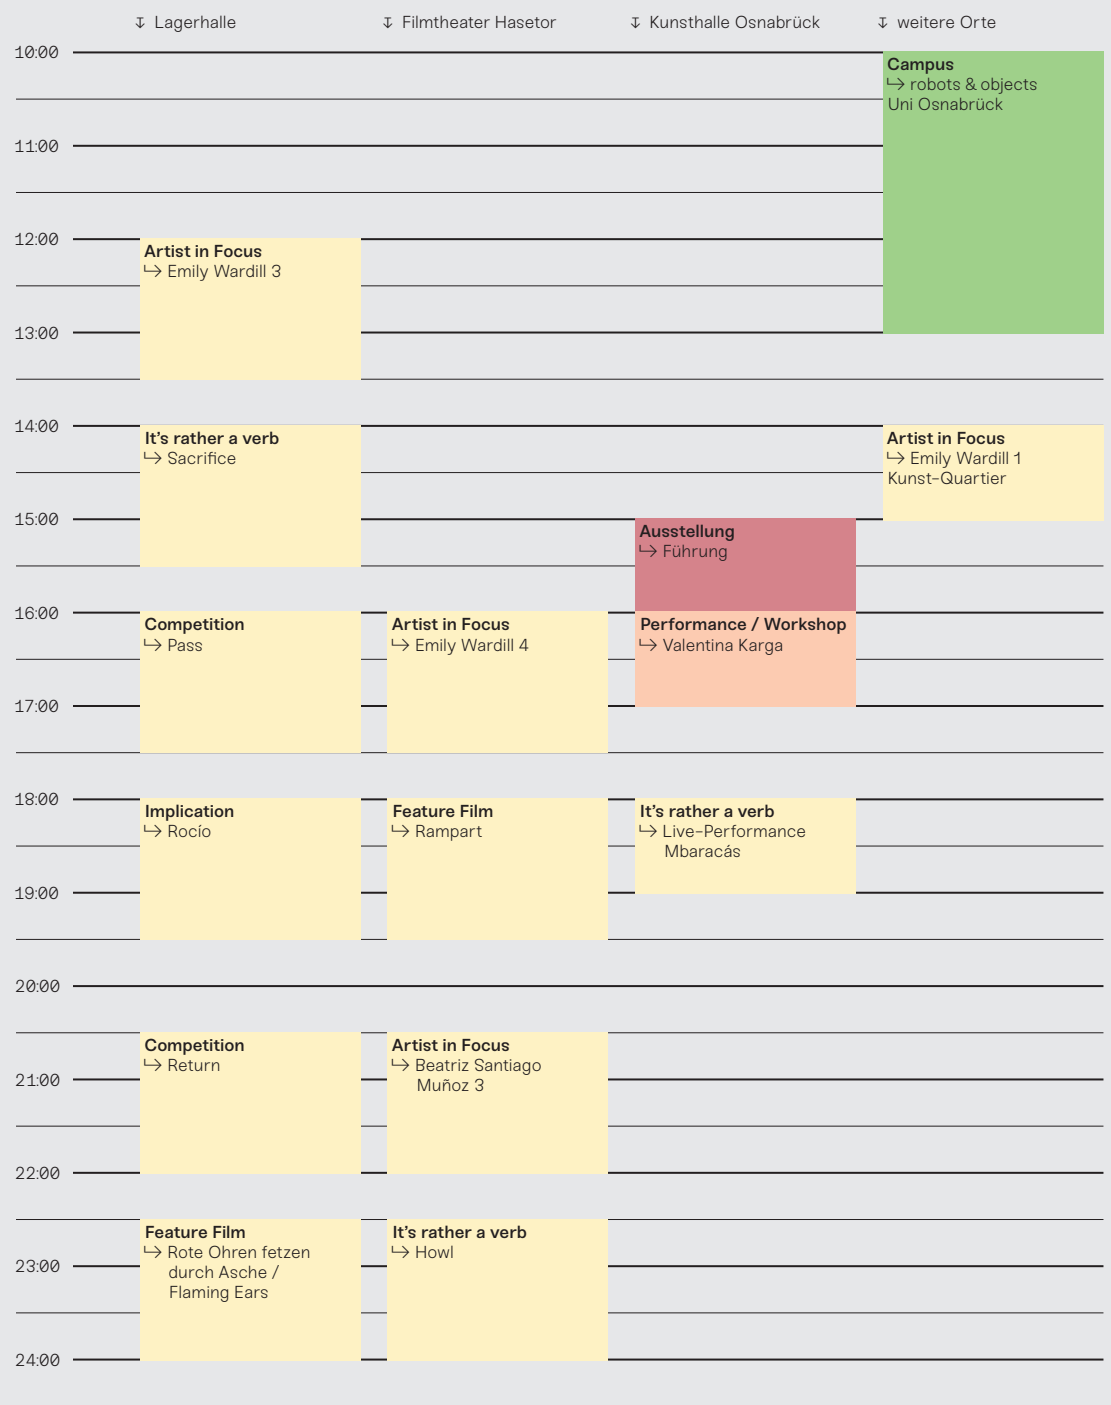 ↧ Lagerhalle
↧ Filmtheater Hasetor
↧ Kunsthalle Osnabrück
↧ weitere Orte
10:00
Campus
↳ robots & objects
Uni Osnabrück
11:00
12:00
Artist in Focus
↳ Emily Wardill 3
13:00
14:00
It's rather a verb
↳ Sacrifice
Artist in Focus
↳ Emily Wardill 1
Kunst-Quartier
15:00
Ausstellung
↳ Führung
16:00
Competition
↳ Pass
Artist in Focus
↳ Emily Wardill 4
Performance / Workshop
↳ Valentina Karga
17:00
18:00
Implication
↳ Rocío
Feature Film
↳ Rampart
It's rather a verb
↳ Live-Performance
Mbaracás
19:00
20:00
Competition
↳ Return
Artist in Focus
↳ Beatriz Santiago
Muñoz 3
21:00
22:00
Feature Film
↳ Rote Ohren fetzen
durch Asche /
Flaming Ears
It's rather a verb
↳ Howl
23:00
24:00